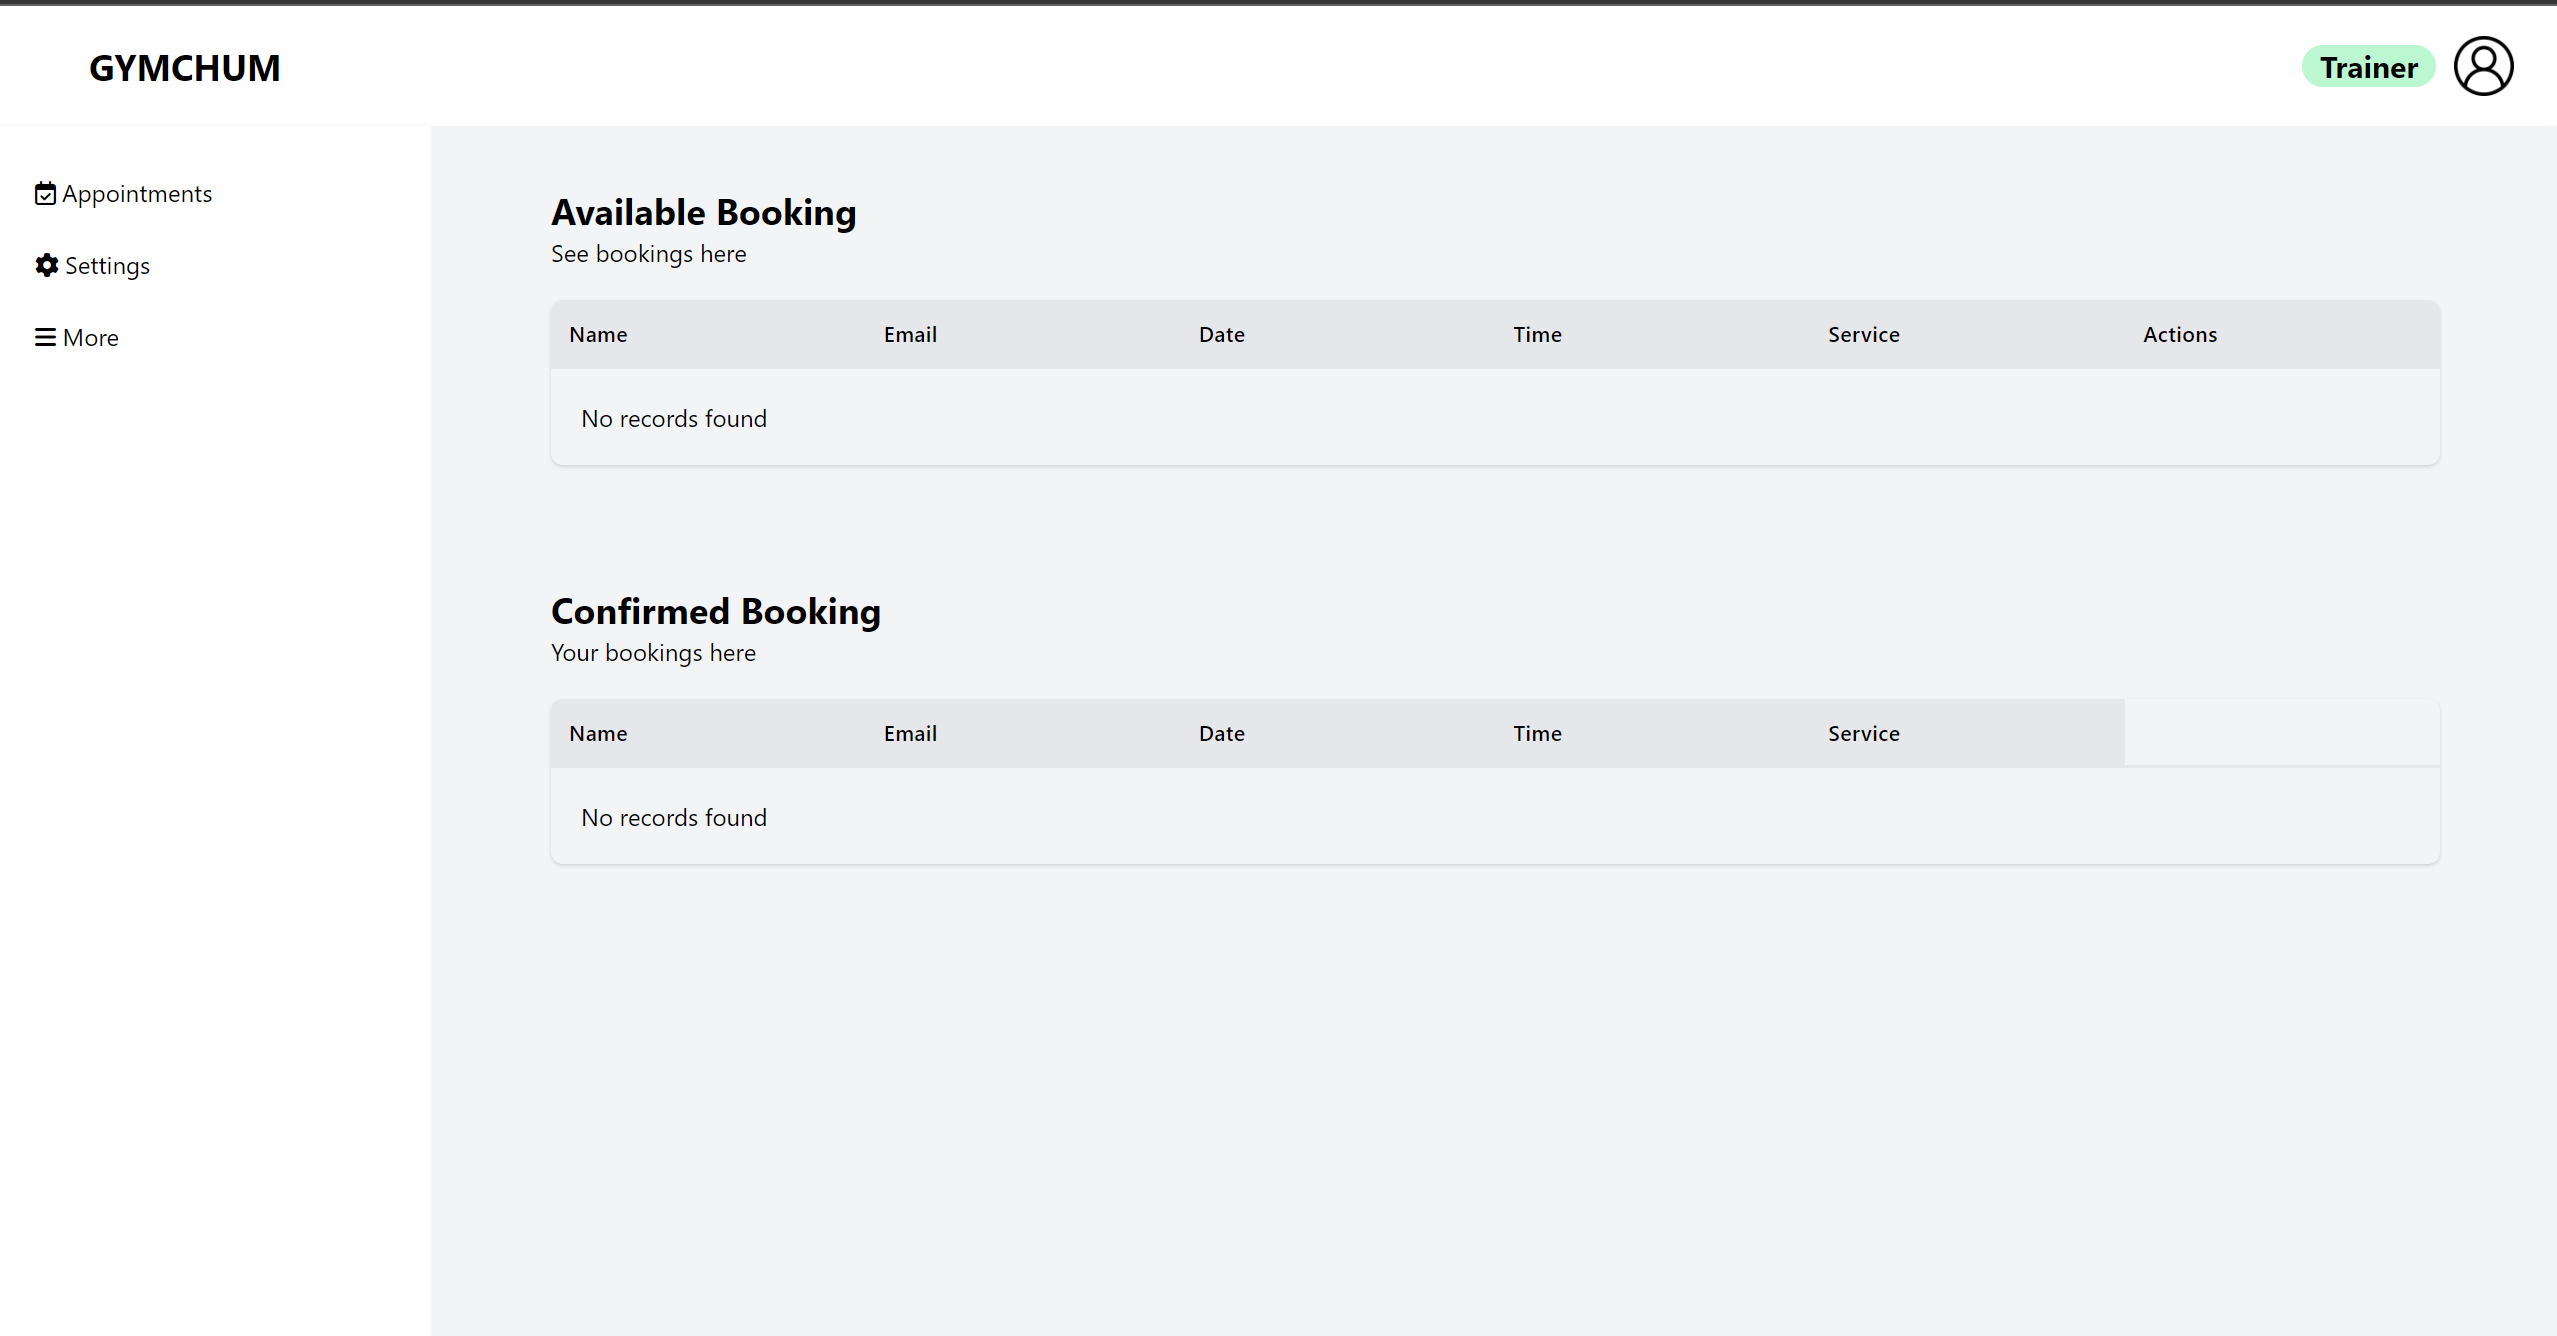 GYMCHUM
Trainer
Appointments
Settings
More
Available Booking
See bookings here
Name Email Date Time Service Actions
No records found
Confirmed Booking
Your bookings here
Name Email Date Time Service
No records found